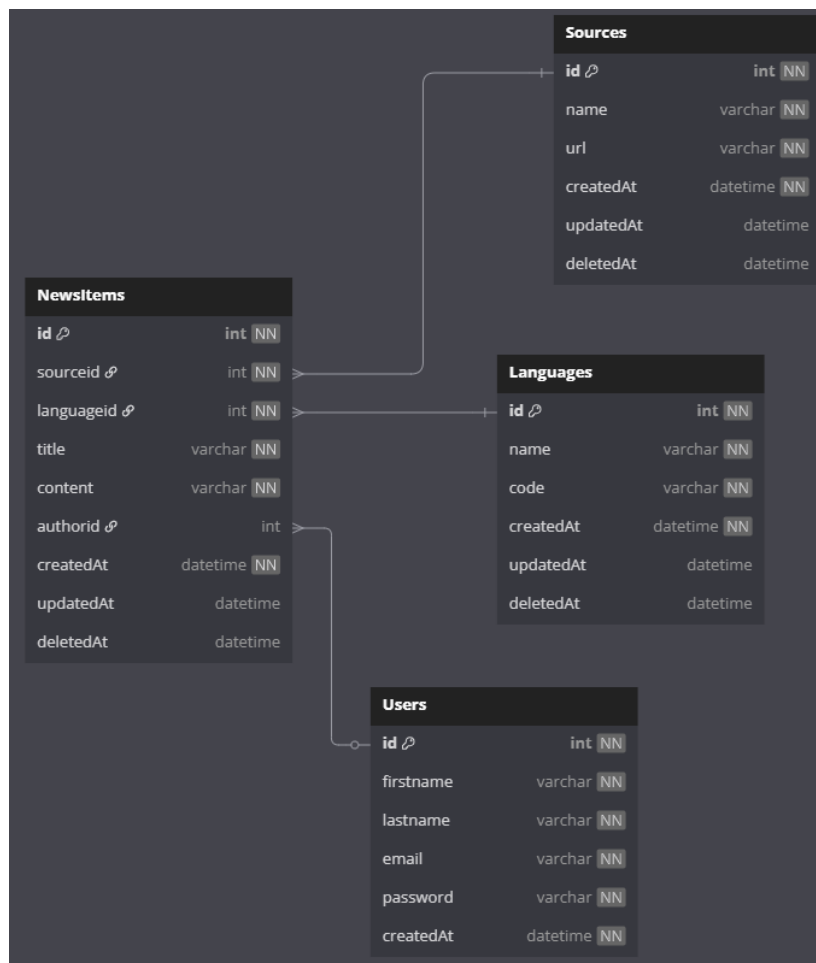 Sources
id int NN
name varchar NN
url varchar NN
createdAt datetime NN
updatedAt datetime
deletedAt datetime
NewsItems
id int NN
sourceid int NN
languageid int NN
title varchar NN
content varchar NN
authorid int
createdAt datetime NN
updatedAt datetime
deletedAt datetime
Languages
id int NN
name varchar NN
code varchar NN
createdAt datetime NN
updatedAt datetime
deletedAt datetime
Users
id int NN
firstname varchar NN
lastname varchar NN
email varchar NN
password varchar NN
createdAt datetime NN